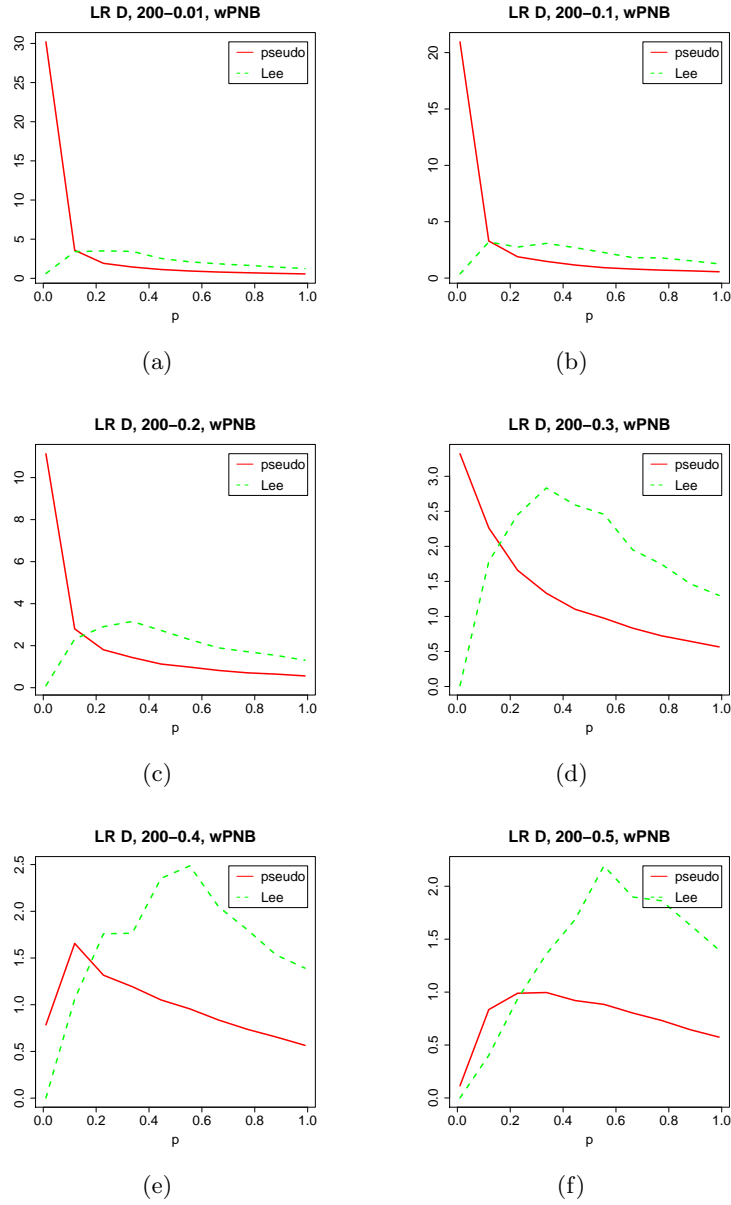 LR D, 200−0.01, wPNB
pseudo
Lee
30
25
20
15
10
5
0
0.0 0.2 0.4 0.6 0.8 1.0
p
(a)
LR D, 200−0.1, wPNB
pseudo
Lee
20
15
10
5
0
0.0 0.2 0.4 0.6 0.8 1.0
p
(b)
LR D, 200−0.2, wPNB
pseudo
Lee
10
8
6
4
2
0
0.0 0.2 0.4 0.6 0.8 1.0
p
(c)
LR D, 200−0.3, wPNB
pseudo
Lee
3.0
2.5
2.0
1.5
1.0
0.5
0.0
0.0 0.2 0.4 0.6 0.8 1.0
p
(d)
LR D, 200−0.4, wPNB
pseudo
Lee
2.5
2.0
1.5
1.0
0.5
0.0
0.0 0.2 0.4 0.6 0.8 1.0
p
(e)
LR D, 200−0.5, wPNB
pseudo
Lee
2.0
1.5
1.0
0.5
0.0
0.0 0.2 0.4 0.6 0.8 1.0
p
(f)